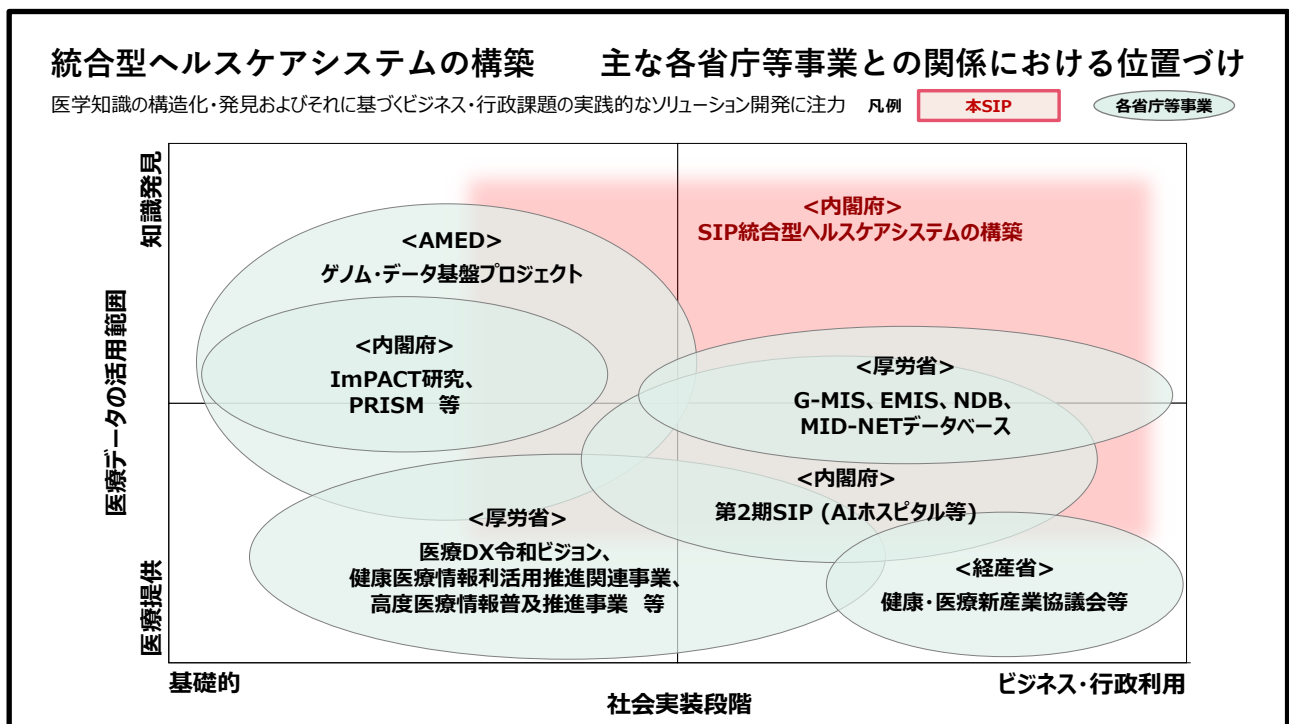 統合型ヘルスケアシステムの構築　　主な各省庁等事業との関係における位置づけ
医学知識の構造化・発見およびそれに基づくビジネス・行政課題の実践的なソリューション開発に注力
凡例
本SIP
各省庁等事業
医療データの活用範囲
知識発見
医療提供
<内閣府>
SIP統合型ヘルスケアシステムの構築
<AMED>
ゲノム・データ基盤プロジェクト
<内閣府>
ImPACT研究、
PRISM 等
<厚労省>
G-MIS、EMIS、NDB、
MID-NETデータベース
<内閣府>
第2期SIP (AIホスピタル等)
<厚労省>
医療DX令和ビジョン、
健康医療情報利活用推進関連事業、
高度医療情報普及推進事業 等
<経産省>
健康・医療新産業協議会等
基礎的
社会実装段階
ビジネス・行政利用